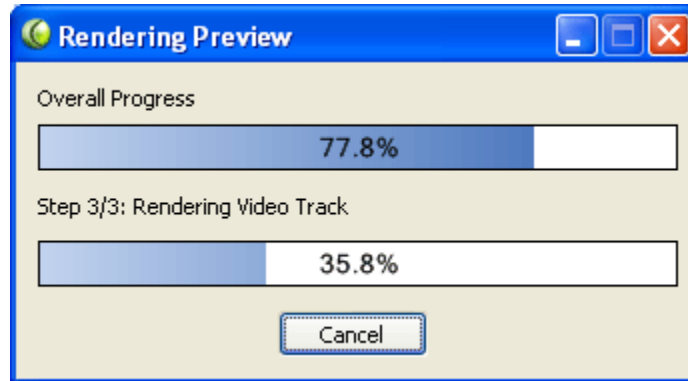 Rendering Preview
Overall Progress
77.8%
Step 3/3: Rendering Video Track
35.8%
Cancel